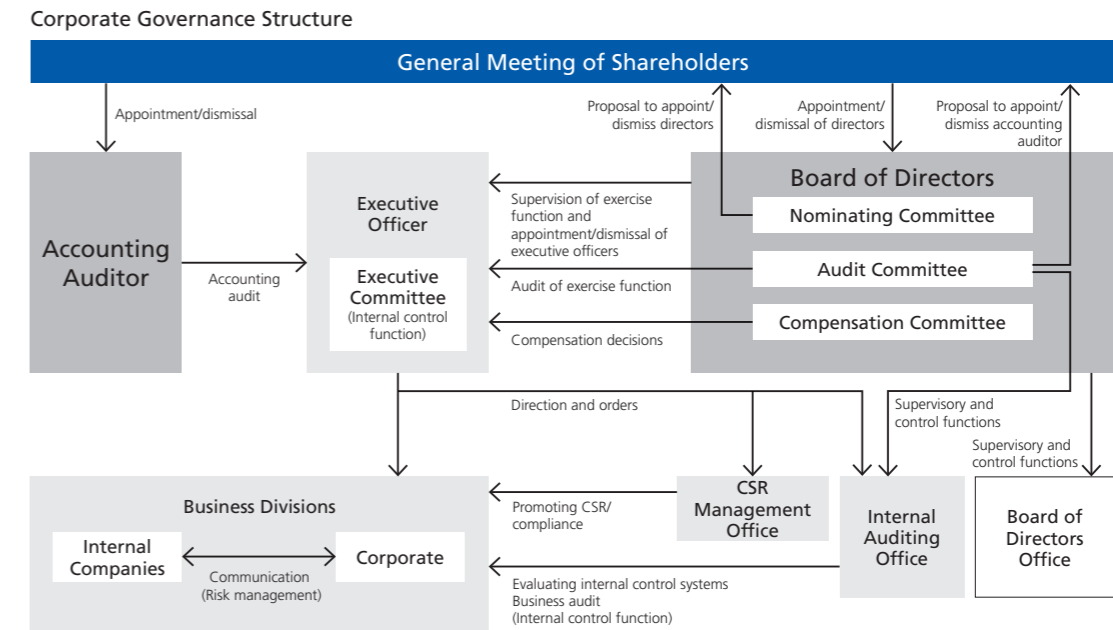 Corporate Governance Structure
General Meeting of Shareholders
Appointment/dismissal
Proposal to appoint/
dismiss directors
Appointment/
dismissal of directors
Proposal to appoint/
dismiss accounting
auditor
Accounting
Auditor
Accounting
audit
Executive
Officer
Executive
Committee
(Internal control
function)
Supervision of exercise
function and
appointment/dismissal of
executive officers
Audit of exercise function
Compensation decisions
Board of Directors
Nominating Committee
Audit Committee
Compensation Committee
Direction and orders
Supervisory and
control functions
Supervisory and
control functions
Business Divisions
Internal
Companies
Communication
(Risk management)
Corporate
Promoting CSR/
compliance
CSR
Management
Office
Evaluating internal control systems
Business audit
(Internal control function)
Internal
Auditing
Office
Board of
Directors
Office